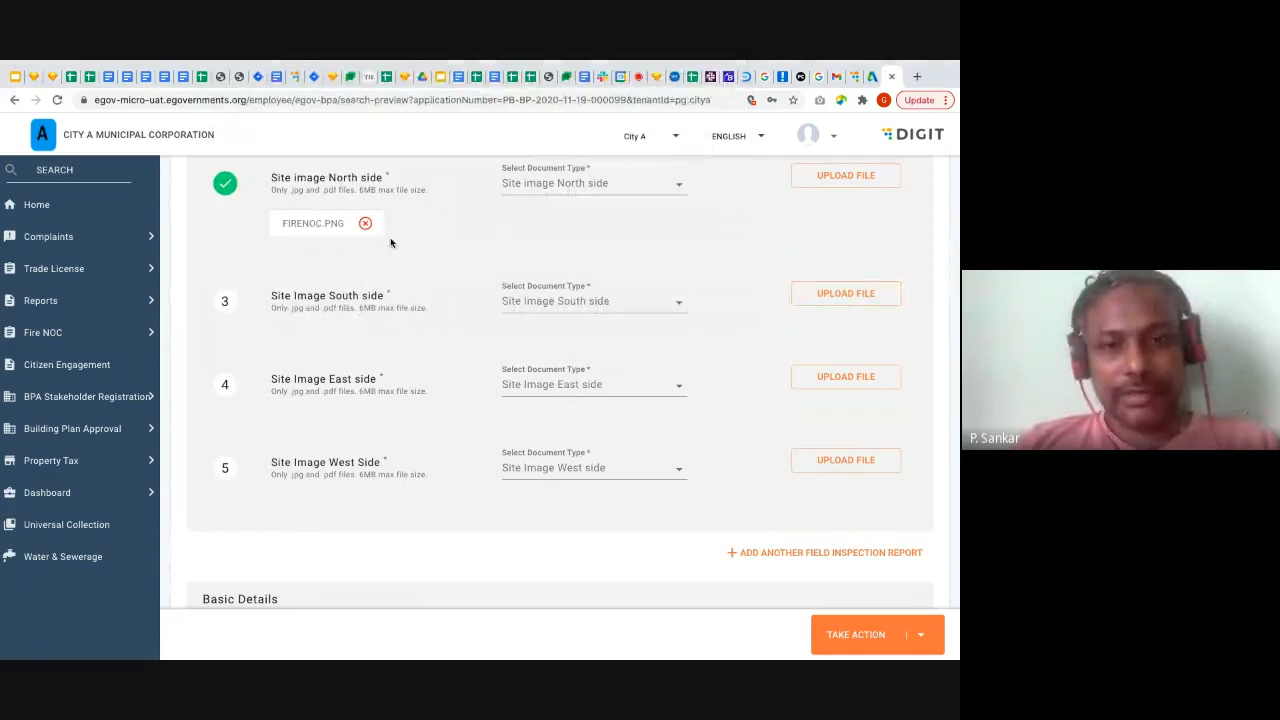 egov-micro-uat.egovernments.org/employee/egov-bpa/search-preview?applicationNumber=PB-BP-2020-11-19-000099&tenantId=pg.citya
G
Update
A
CITY A MUNICIPAL CORPORATION
City A
ENGLISH
DIGIT
SEARCH
Home
Complaints
Trade License
Reports
Fire NOC
Citizen Engagement
BPA Stakeholder Registration
Building Plan Approval
Property Tax
Dashboard
Universal Collection
Water & Sewerage
Site image North side *
Only .jpg and .pdf files. 6MB max file size.
Select Document Type *
Site image North side
UPLOAD FILE
FIRENOC.PNG
3
Site Image South side *
Only .jpg and .pdf files. 6MB max file size.
Select Document Type *
Site Image South side
UPLOAD FILE
4
Site Image East side *
Only .jpg and .pdf files. 6MB max file size.
Select Document Type *
Site Image East side
UPLOAD FILE
5
Site Image West Side *
Only .jpg and .pdf files. 6MB max file size.
Select Document Type *
Site Image West side
UPLOAD FILE
+ ADD ANOTHER FIELD INSPECTION REPORT
Basic Details
TAKE ACTION
P. Sankar